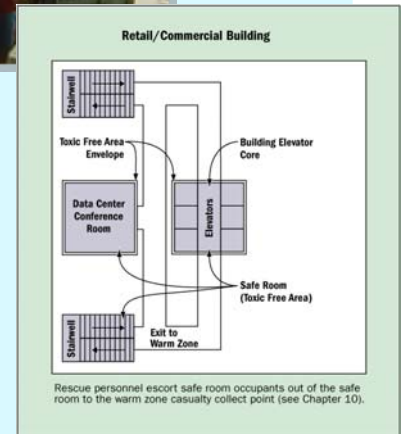 Retail/Commercial Building
Stairwell
Toxic Free Area
Envelope
Building Elevator
Core
Data Center
Conference
Room
Elevators
Safe Room
(Toxic Free Area)
Stairwell
Exit to
Warm Zone
Rescue personnel escort safe room occupants out of the safe
room to the warm zone casualty collect point (see Chapter 10).